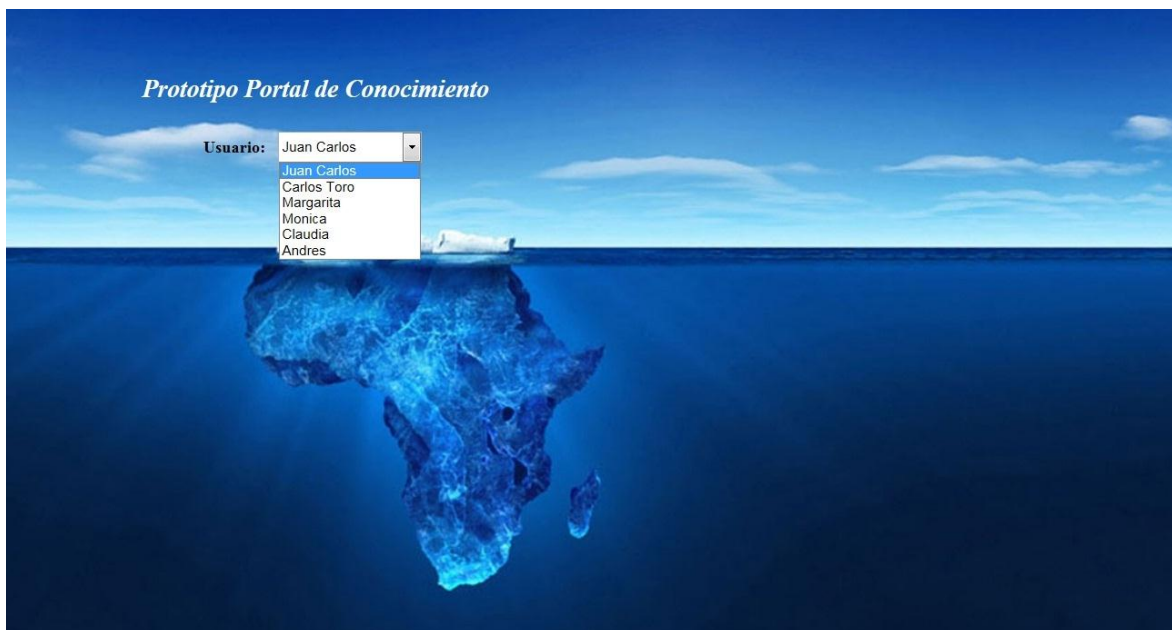 Prototipo Portal de Conocimiento
Usuario: Juan Carlos
Juan Carlos
Carlos Toro
Margarita
Monica
Claudia
Andres